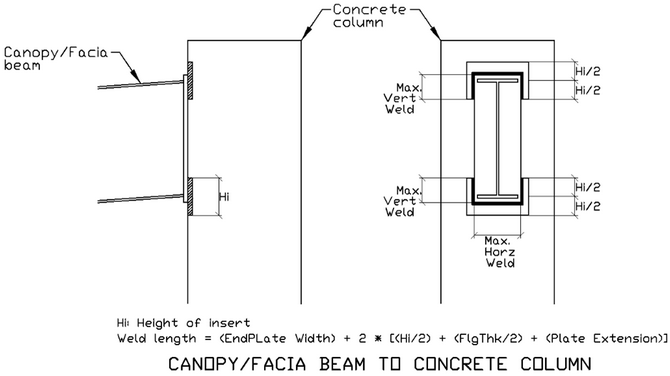 Concrete
column
Canopy/Facia
beam
Hi/2
Hi/2
Max.
Vert
Weld
Hi
Max.
Vert
Weld
Hi/2
Hi/2
Max.
Horz
Weld
Hi: Height of insert
Weld length = (EndPLate Width) + 2 * [(Hi/2) + (FlgThk/2) + (Plate Extension)]
CANOPY/FACIA BEAM TO CONCRETE COLUMN